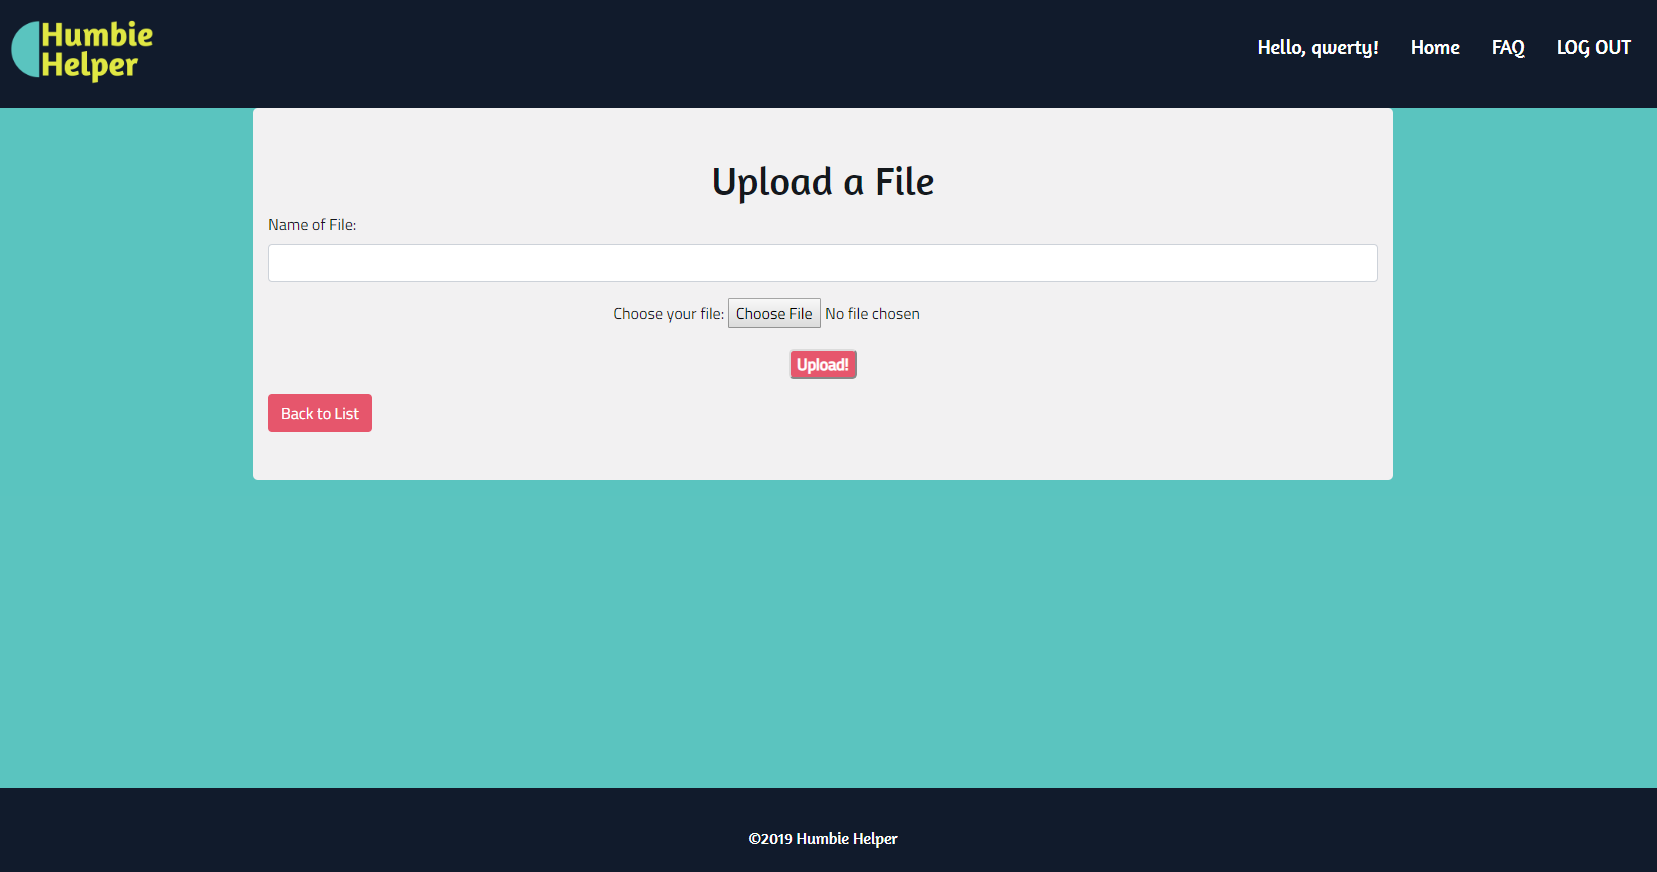 Humbie
Helper
Hello, qwerty! Home FAQ LOG OUT
Upload a File
Name of File:
Choose your file: Choose File No file chosen
Upload!
Back to List
©2019 Humbie Helper